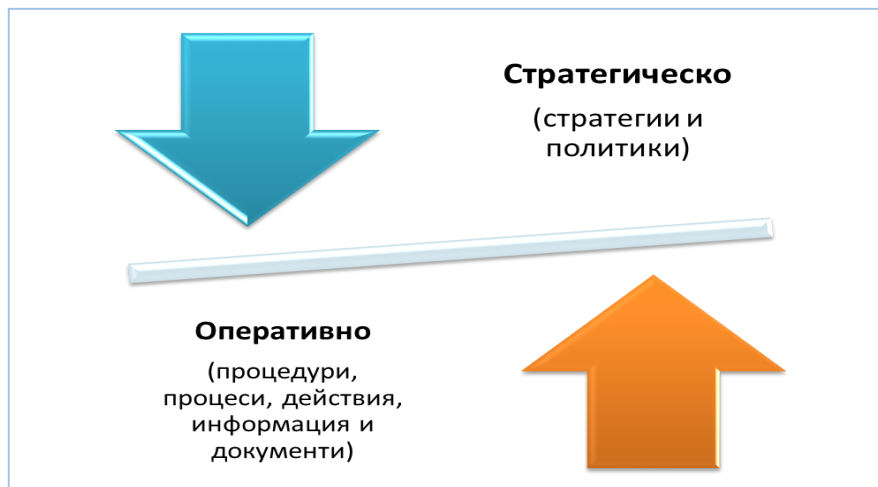 Стратегическо
(стратегии и
политики)
Оперативно
(процедури,
процеси, действия,
информация и
документи)